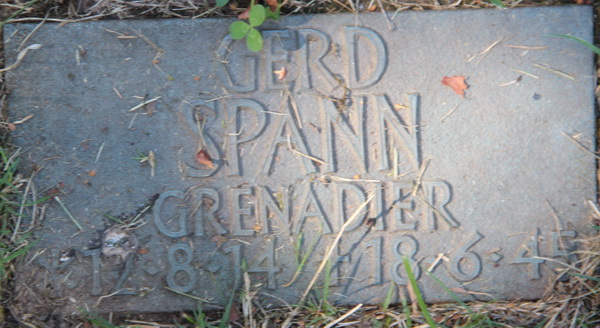 GERD
SPANN
GRENADIER
* 12·8·14 † 18·6·45